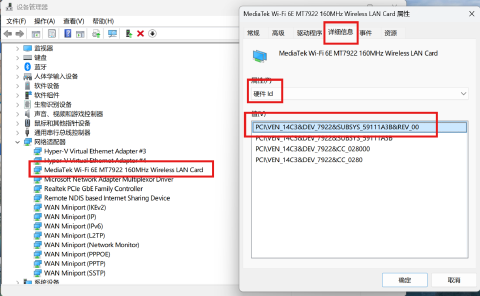 设备管理器
文件(F) 操作(A) 查看(V) 帮助(H)
监视器
键盘
蓝牙
人体学输入设备
软件设备
软件组件
生物识别设备
声音、视频和游戏控制器
鼠标和其他指针设备
通用串行总线控制器
网络适配器
Hyper-V Virtual Ethernet Adapter #3
Hyper-V Virtual Ethernet Adapter #4
MediaTek Wi-Fi 6E MT7922 160MHz Wireless LAN Card
Microsoft Network Adapter Multiplexor Driver
Realtek PCIe GbE Family Controller
Remote NDIS based Internet Sharing Device
WAN Miniport (IKEv2)
WAN Miniport (IP)
WAN Miniport (IPv6)
WAN Miniport (L2TP)
WAN Miniport (Network Monitor)
WAN Miniport (PPPOE)
WAN Miniport (PPTP)
WAN Miniport (SSTP)
系统设备
MediaTek Wi-Fi 6E MT7922 160MHz Wireless LAN Card 属性
常规 高级 驱动程序 详细信息 事件 资源
MediaTek Wi-Fi 6E MT7922 160MHz Wireless LAN Card
属性(P)
硬件 Id
值(V)
PCI\VEN_14C3&DEV_7922&SUBSYS_59111A3B&REV_00
PCI\VEN_14C3&DEV_7922&SUBSYS_59111A3B
PCI\VEN_14C3&DEV_7922&CC_028000
PCI\VEN_14C3&DEV_7922&CC_0280
确定 取消